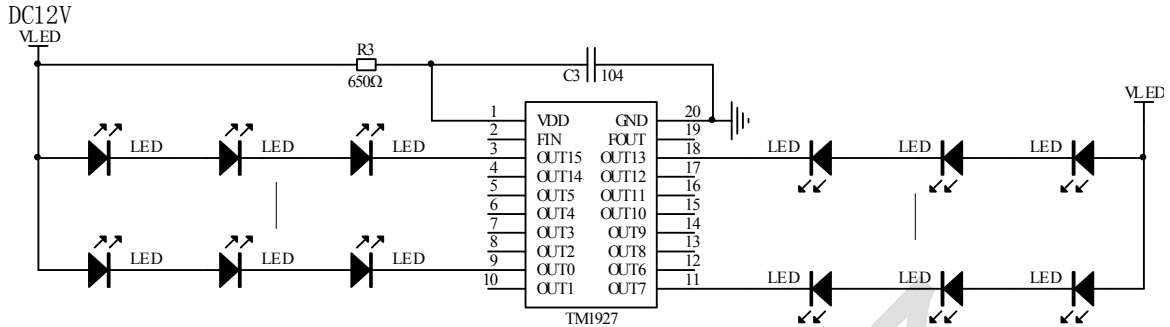 DC12V
VLED
R3
650Ω
C3
104
VLED
1 VDD GND 20
2 FIN FOUT 19
LED LED LED 3 OUT15 OUT13 18 LED LED LED
4 OUT14 OUT12 17
5 OUT5 OUT11 16
6 OUT4 OUT10 15
7 OUT3 OUT9 14
8 OUT2 OUT8 13
LED LED LED 9 OUT0 OUT6 12
10 OUT1 OUT7 11 LED LED LED
TM1927